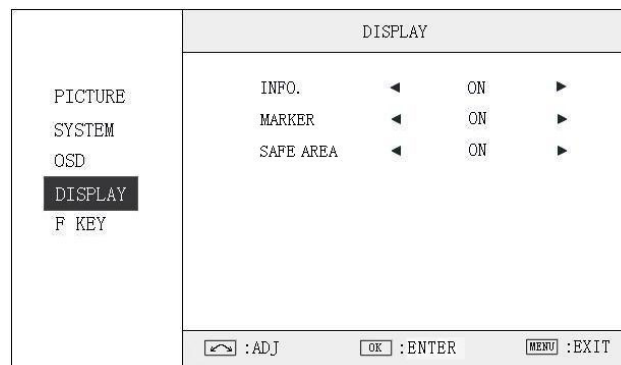 DISPLAY
PICTURE
SYSTEM
OSD
DISPLAY
F KEY
INFO. ◄ ON ►
MARKER ◄ ON ►
SAFE AREA ◄ ON ►
:ADJ OK :ENTER MENU :EXIT